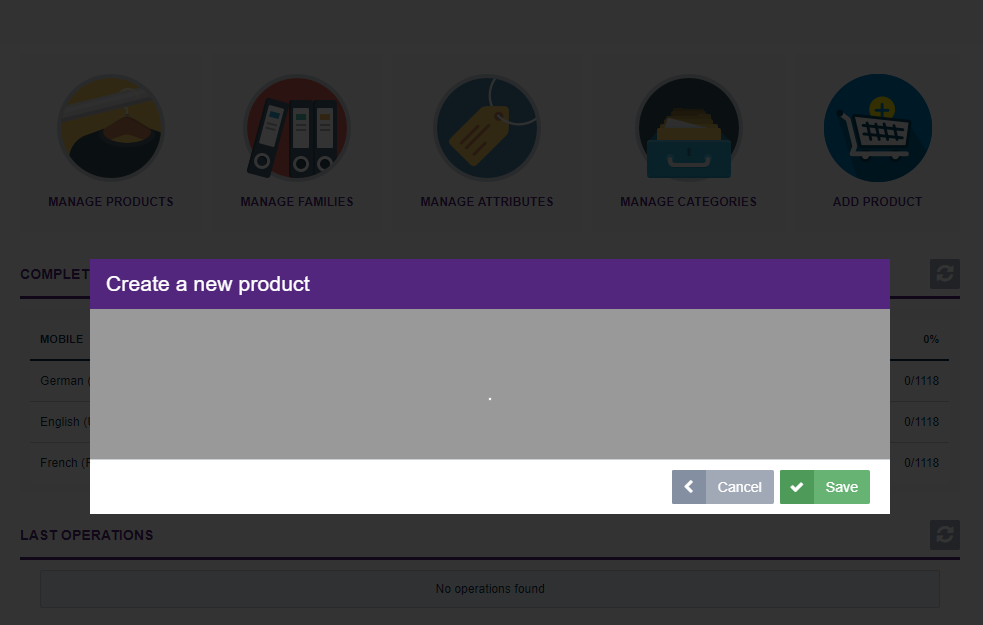 MANAGE PRODUCTS
MANAGE FAMILIES
MANAGE ATTRIBUTES
MANAGE CATEGORIES
ADD PRODUCT
COMPLET
Create a new product
MOBILE
0%
German (
0/1118
English (
0/1118
French (
0/1118
Cancel
Save
LAST OPERATIONS
No operations found